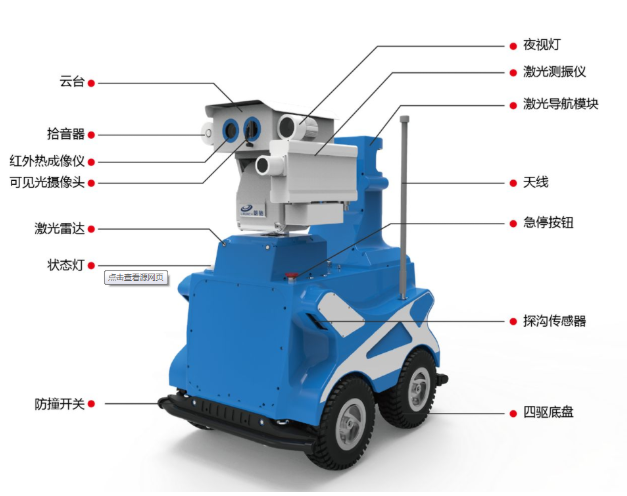 夜视灯
激光测振仪
云台
激光导航模块
拾音器
红外热成像仪
可见光摄像头
天线
急停按钮
激光雷达
状态灯
点击查看源网页
探沟传感器
防撞开关
四驱底盘